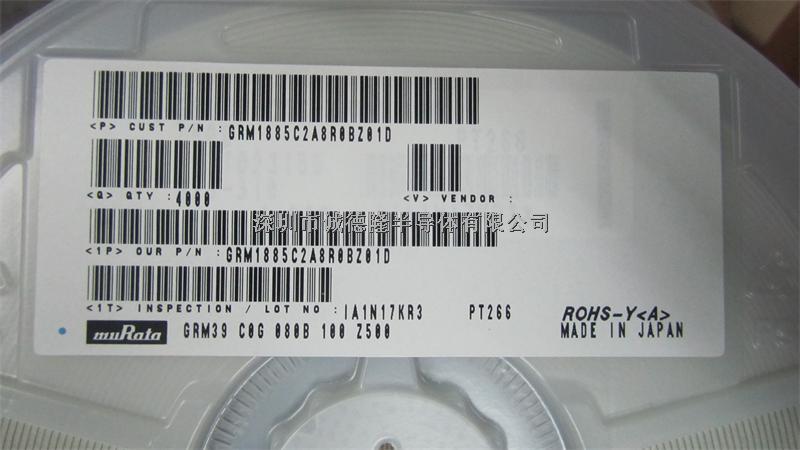 <P> CUST P/N : GRM1885C2A8R0BZ01D
<Q> QTY : 4000
<V> VENDOR :
深圳市诚德隆半导体有限公司
<1P> OUR P/N : GRM1885C2A8R0BZ01D
<1T> INSPECTION / LOT NO : IA1N17KR3 PT266 ROHS-Y<A>
muRata GRM39 C0G 080B 100 Z500 MADE IN JAPAN